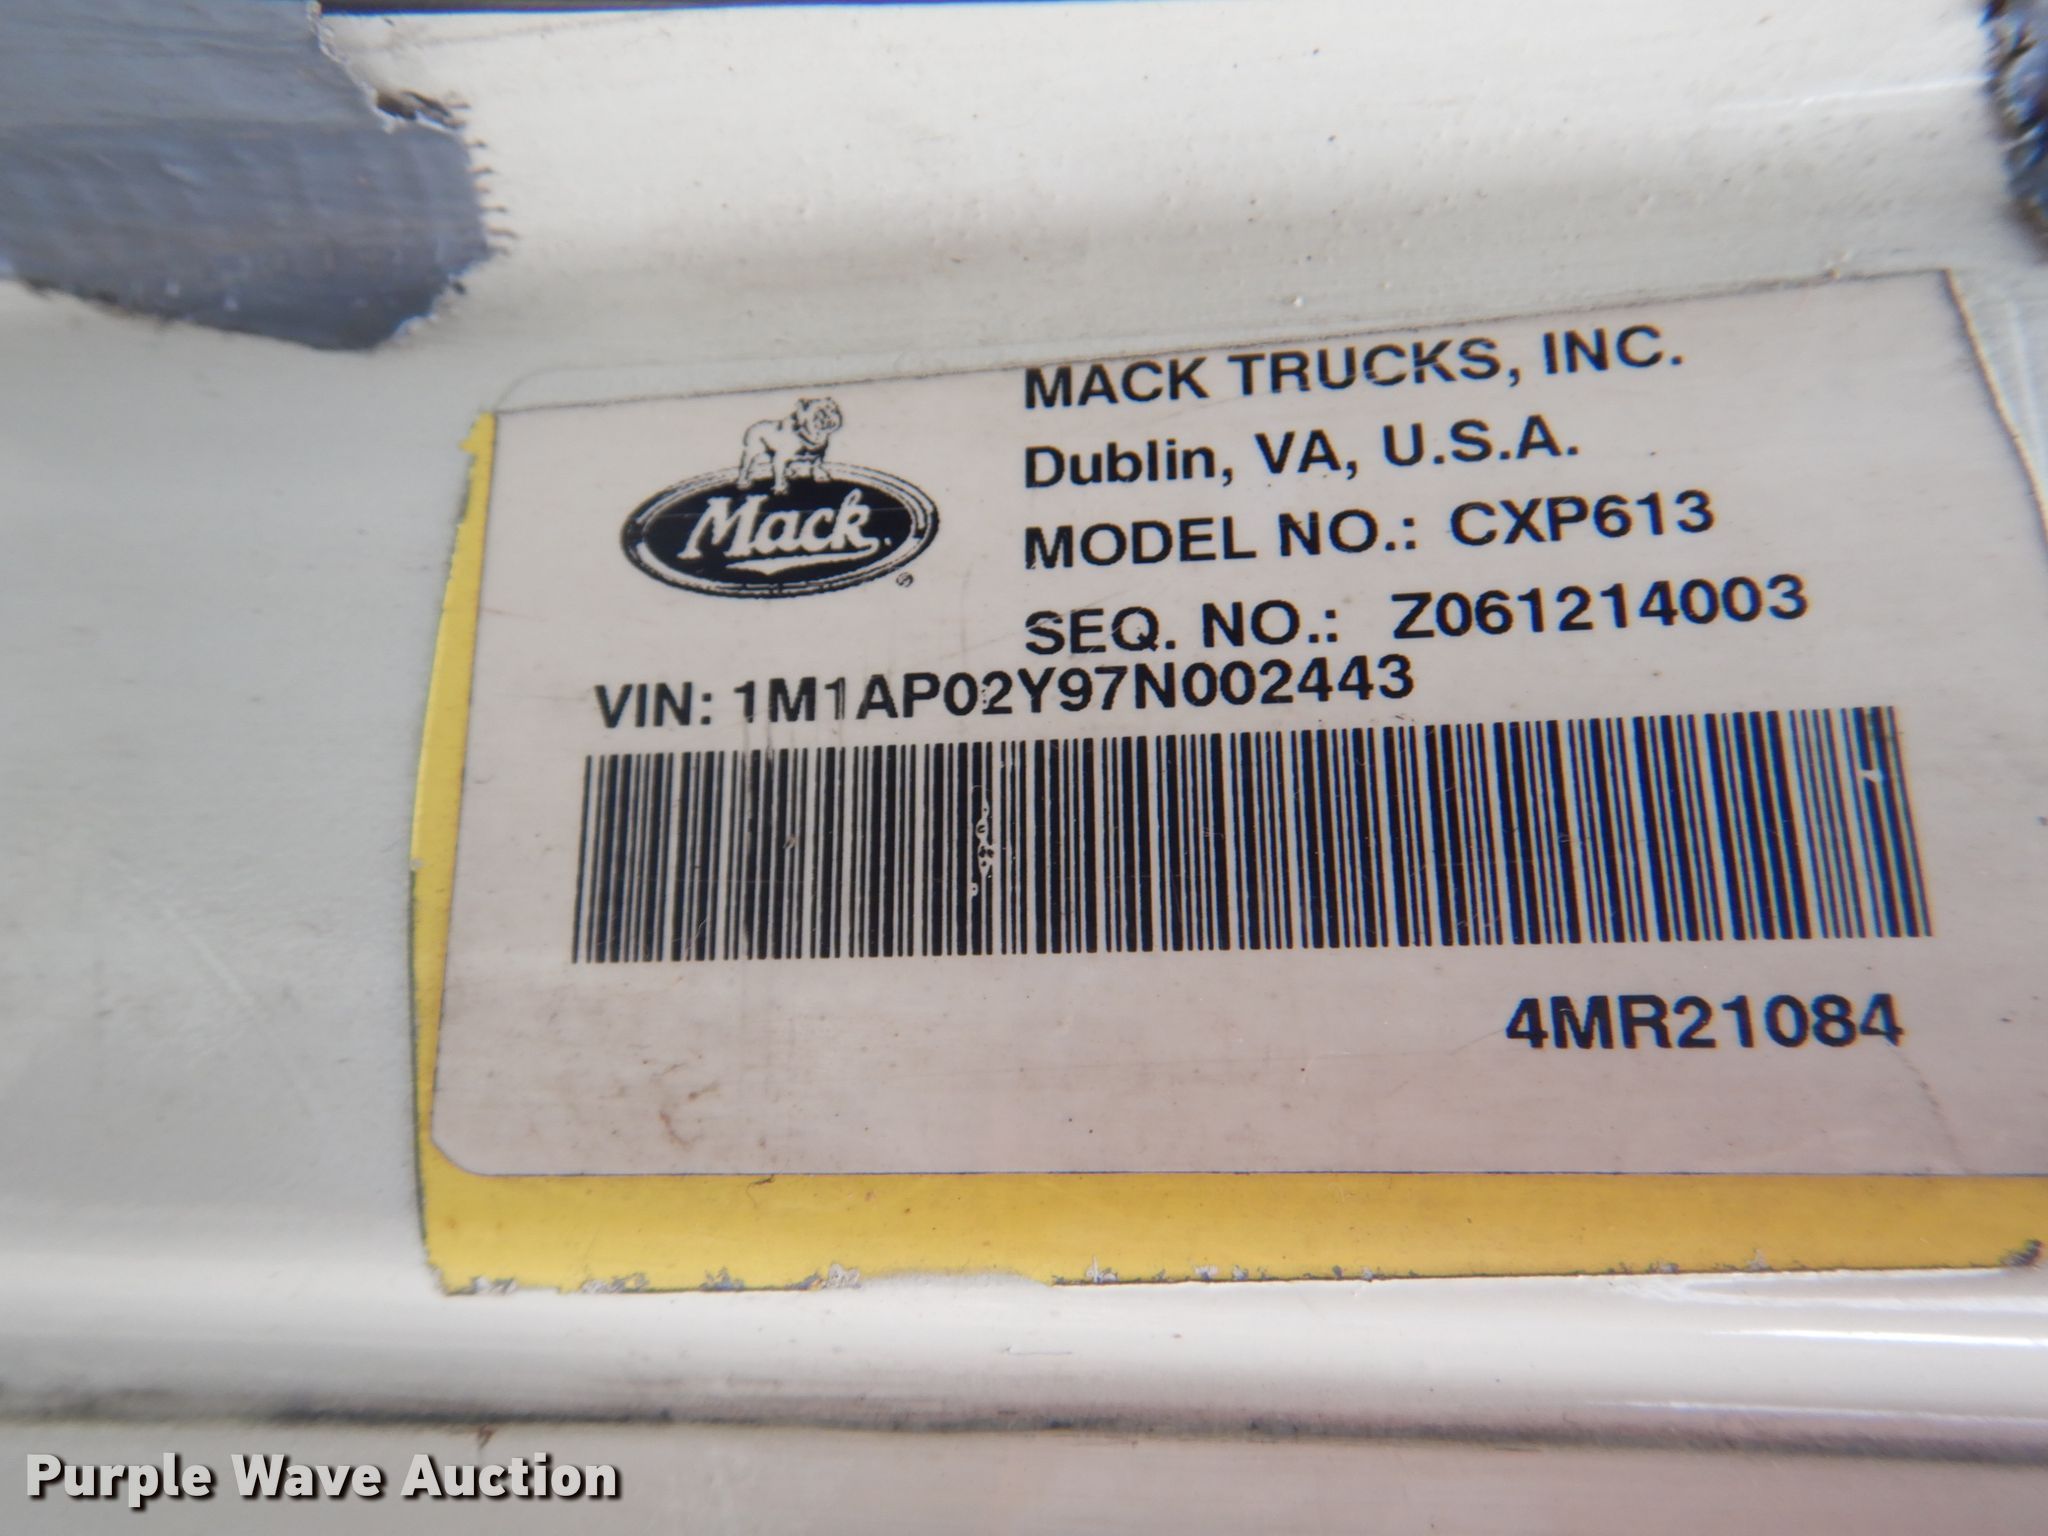 MACK TRUCKS, INC.
Dublin, VA, U.S.A.
Mack ®
MODEL NO.: CXP613
SEQ. NO.: Z061214003
VIN: 1M1AP02Y97N002443
4MR21084
Purple Wave Auction